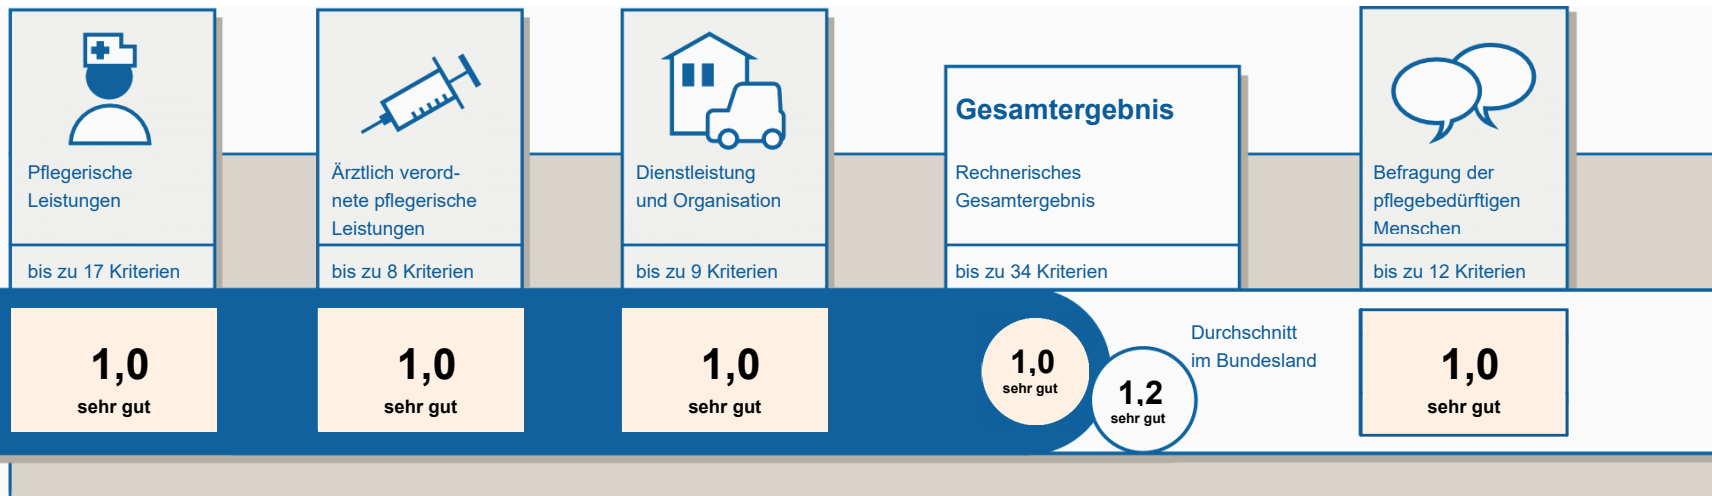 Pflegerische
Leistungen
bis zu 17 Kriterien
1,0
sehr gut
Ärztlich verord-
nete pflegerische
Leistungen
bis zu 8 Kriterien
1,0
sehr gut
Dienstleistung
und Organisation
bis zu 9 Kriterien
1,0
sehr gut
Gesamtergebnis
Rechnerisches
Gesamtergebnis
bis zu 34 Kriterien
1,0
sehr gut
1,2
sehr gut
Durchschnitt
im Bundesland
Befragung der
pflegebedürftigen
Menschen
bis zu 12 Kriterien
1,0
sehr gut